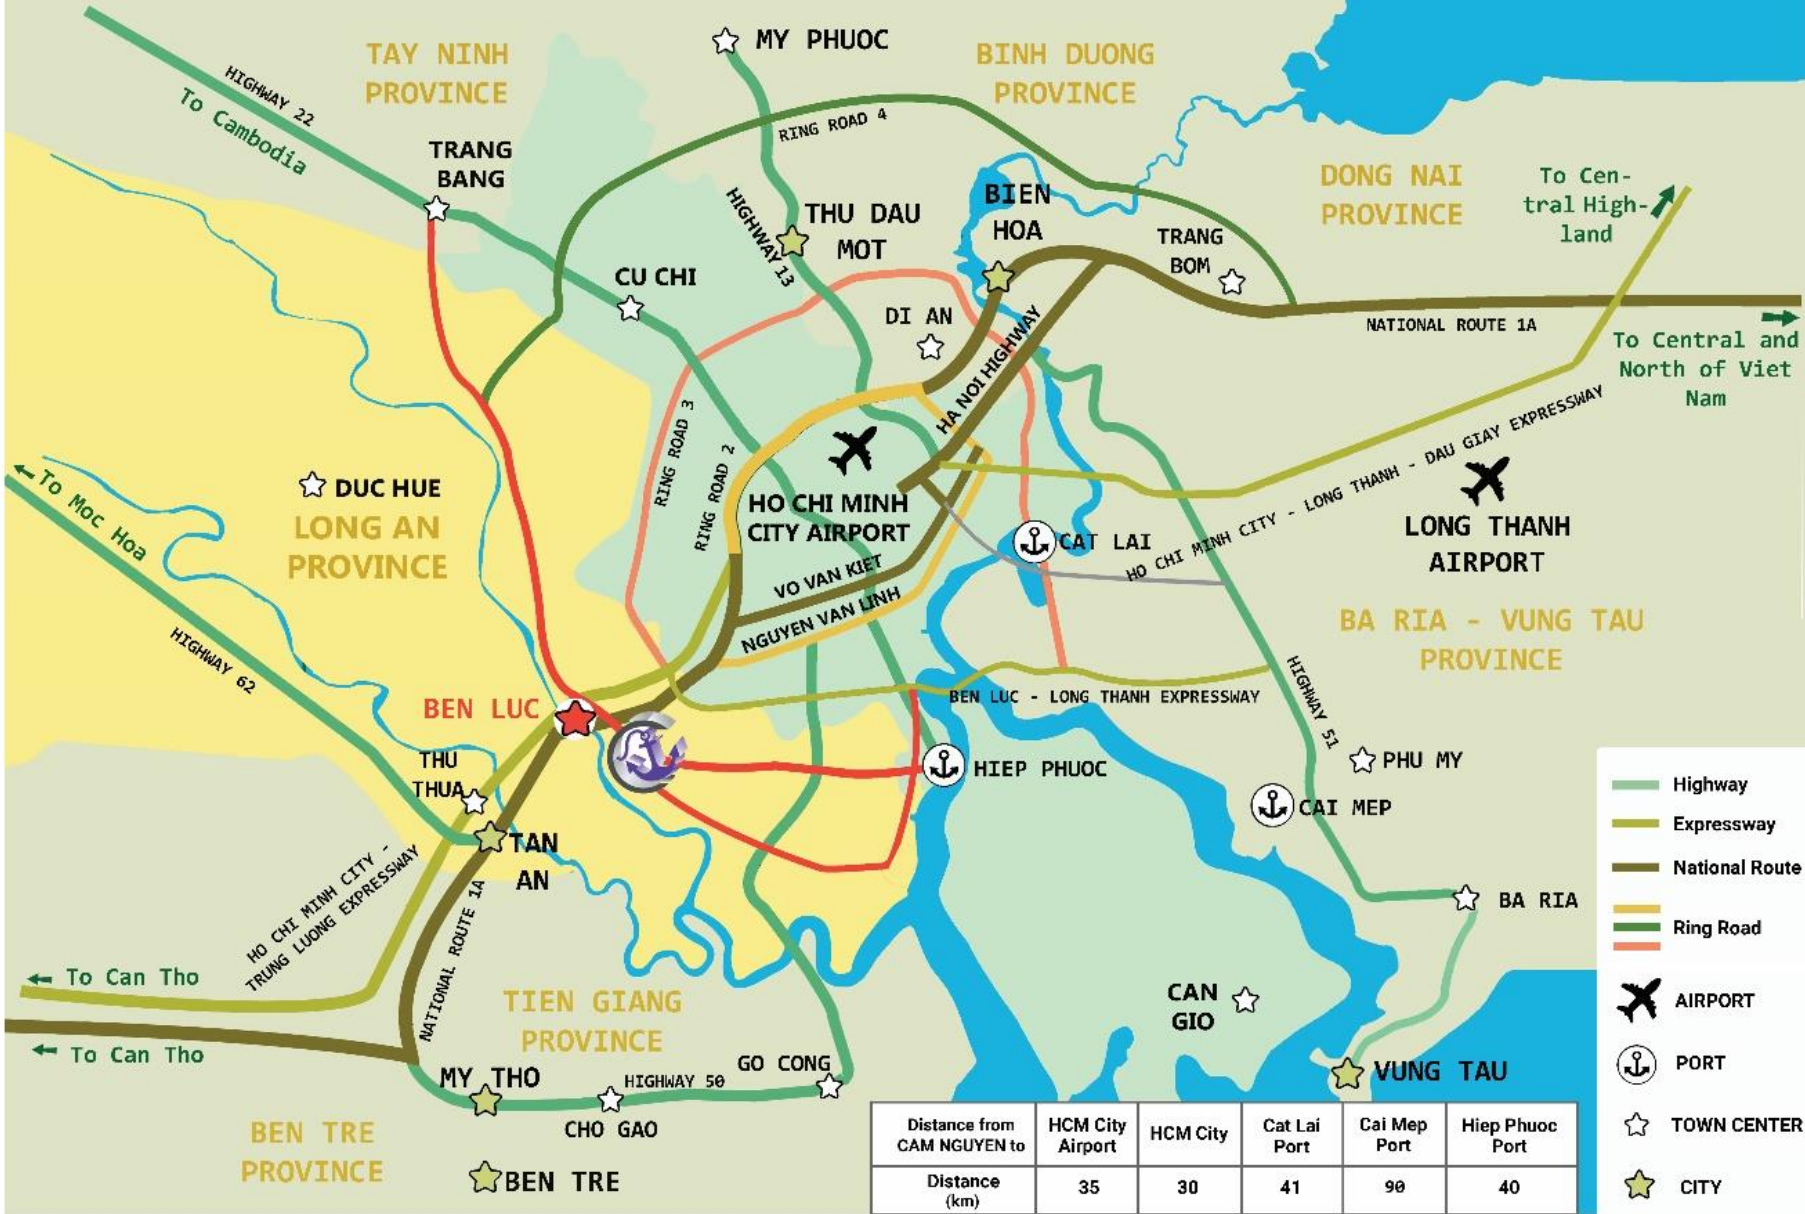 TAY NINH
PROVINCE
MY PHUOC
BINH DUONG
PROVINCE
HIGHWAY 22
To Cambodia
TRANG
BANG
RING ROAD 4
HIGHWAY 13
THU DAU
MOT
BIEN
HOA
TRANG
BOM
DONG NAI
PROVINCE
To Cen-
tral High-
land
CU CHI
DI AN
HA NOI HIGHWAY
NATIONAL ROUTE 1A
To Central and
North of Viet
Nam
RING ROAD 3
RING ROAD 2
DUC HUE
LONG AN
PROVINCE
To Moc Hoa
HIGHWAY 62
HO CHI MINH
CITY AIRPORT
VO VAN KIET
NGUYEN VAN LINH
CAT LAI
HO CHI MINH CITY - LONG THANH - DAU GIAY EXPRESSWAY
LONG THANH
AIRPORT
BA RIA - VUNG TAU
PROVINCE
BEN LUC
BEN LUC - LONG THANH EXPRESSWAY
HIGHWAY 51
THU
THUA
HIEP PHUOC
PHU MY
CAI MEP
TAN
AN
HO CHI MINH CITY -
TRUNG LUONG EXPRESSWAY
NATIONAL ROUTE 1A
BA RIA
To Can Tho
To Can Tho
TIEN GIANG
PROVINCE
CAN
GIO
GO CONG
MY THO
HIGHWAY 50
CHO GAO
VUNG TAU
BEN TRE
PROVINCE
BEN TRE
Highway
Expressway
National Route
Ring Road
AIRPORT
PORT
TOWN CENTER
CITY
Distance from
CAM NGUYEN to
HCM City
Airport
HCM City
Cat Lai
Port
Cai Mep
Port
Hiep Phuoc
Port
Distance
(km)
35
30
41
90
40